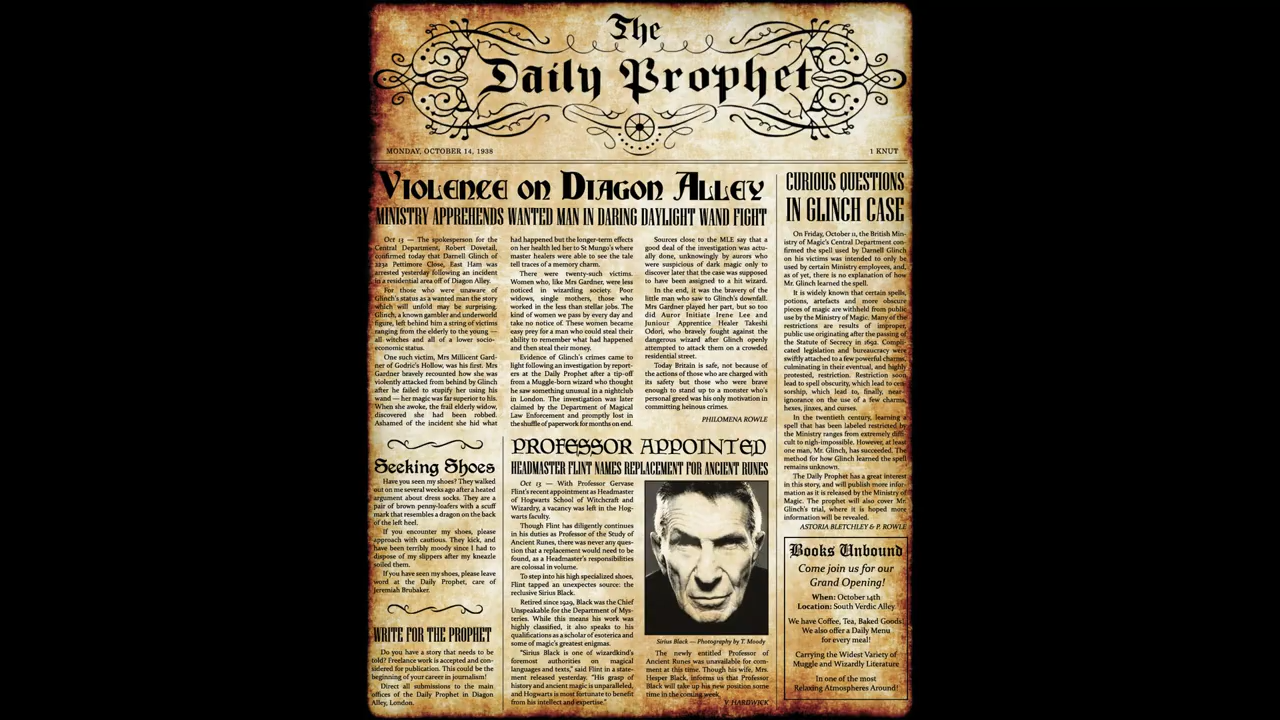 The
Daily Prophet
MONDAY, OCTOBER 14, 1938
1 KNUT
Violence on Diagon Alley
MINISTRY APPREHENDS WANTED MAN IN DARING DAYLIGHT WAND FIGHT
Oct 13 — The spokesperson for the
Central Department, Robert Dovetail,
confirmed today that Darnell Glinch of
223a Pettimore Close, East Ham was
arrested yesterday following an incident
in a residential area off of Diagon Alley.
For those who were unaware of
Glinch's status as a wanted man the story
which will unfold may be surprising.
Glinch, a known gambler and underworld
figure, left behind him a string of victims
ranging from the elderly to the young —
all witches and all of a lower socio-
economic status.
One such victim, Mrs Millicent Gard-
ner of Godric's Hollow, was his first. Mrs
Gardner bravely recounted how she was
violently attacked from behind by Glinch
after he failed to stupify her using his
wand — her magic was far superior to his.
When she awoke, the frail elderly widow,
discovered she had been robbed.
Ashamed of the incident she hid what
had happened but the longer-term effects
on her health led her to St Mungo's where
master healers were able to see the tale
tell traces of a memory charm.
There were twenty-such victims.
Women who, like Mrs Gardner, were less
noticed in wizarding society. Poor
widows, single mothers, those who
worked in the less than stellar jobs. The
kind of women we pass by every day and
take no notice of. These women became
easy prey for a man who could steal their
ability to remember what had happened
and then steal their money.
Evidence of Glinch's crimes came to
light following an investigation by report-
ers at the Daily Prophet after a tip-off
from a Muggle-born wizard who thought
he saw something unusual in a nightclub
in London. The investigation was later
claimed by the Department of Magical
Law Enforcement and promptly lost in
the shuffle of paperwork for months on end.
Sources close to the MLE say that a
good deal of the investigation was actu-
ally done, unknowingly by aurors who
were suspicious of dark magic only to
discover later that the case was supposed
to have been assigned to a hit wizard.
In the end, it was the bravery of the
little man who saw to Glinch's downfall.
Mrs Gardner played her part, but so too
did Auror Initiate Irene Lee and
Juniour Apprentice Healer Takeshi
Odori, who bravely fought against the
dangerous wizard after Glinch openly
attempted to attack them on a crowded
residential street.
Today Britain is safe, not because of
the actions of those who are charged with
its safety but those who were brave
enough to stand up to a monster who's
personal greed was his only motivation in
committing heinous crimes.
PHILOMENA ROWLE
CURIOUS QUESTIONS
IN GLINCH CASE
On Friday, October 11, the British Min-
istry of Magic's Central Department con-
firmed the spell used by Darnell Glinch
on his victims was intended to only be
used by certain Ministry employees, and,
as of yet, there is no explanation of how
Mr. Glinch learned the spell.
It is widely known that certain spells,
potions, artefacts and more obscure
pieces of magic are withheld from public
use by the Ministry of Magic. Many of the
restrictions are results of improper,
public use originating after the passing of
the Statute of Secrecy in 1692. Compli-
cated legislation and bureaucracy were
swiftly attached to a few powerful charms,
culminating in their eventual, and highly
protested, restriction. Restriction soon
lead to spell obscurity, which lead to cen-
sorship, which lead to, finally, near-
ignorance on the use of a few charms,
hexes, jinxes, and curses.
In the twentieth century, learning a
spell that has been labeled restricted by
the Ministry ranges from extremely diffi-
cult to nigh-impossible. However, at least
one man, Mr. Glinch, has succeeded. The
method for how Glinch learned the spell
remains unknown.
The Daily Prophet has a great interest
in this story, and will publish more infor-
mation as it is released by the Ministry of
Magic. The prophet will also cover Mr.
Glinch's trial, where it is hoped more
information will be revealed.
ASTORIA BLETCHLEY & P. ROWLE
Seeking Shoes
Have you seen my shoes? They walked
out on me several weeks ago after a heated
argument about dress socks. They are a
pair of brown penny-loafers with a scuff
mark that resembles a dragon on the back
of the left heel.
If you encounter my shoes, please
approach with cautious. They kick, and
have been terribly moody since I had to
dispose of my slippers after my kneazle
soiled them.
If you have seen my shoes, please leave
word at the Daily Prophet, care of
Jeremiah Brubaker.
WRITE FOR THE PROPHET
Do you have a story that needs to be
told? Freelance work is accepted and con-
sidered for publication. This could be the
beginning of your career in journalism!
Direct all submissions to the main
offices of the Daily Prophet in Diagon
Alley, London.
PROFESSOR APPOINTED
HEADMASTER FLINT NAMES REPLACEMENT FOR ANCIENT RUNES
Oct 13 — With Professor Gervase
Flint's recent appointment as Headmaster
of Hogwarts School of Witchcraft and
Wizardry, a vacancy was left in the Hog-
warts faculty.
Though Flint has diligently continues
in his duties as Professor of the Study of
Ancient Runes, there was never any ques-
tion that a replacement would need to be
found, as a Headmaster's responsibilities
are colossal in volume.
To step into his high specialized shoes,
Flint tapped an unexpectes source: the
reclusive Sirius Black.
Retired since 1929, Black was the Chief
Unspeakable for the Department of Mys-
teries. While this means his work was
highly classified, it also speaks to his
qualifications as a scholar of esoterica and
some of magic's greatest enigmas.
"Sirius Black is one of wizardkind's
foremost authorities on magical
languages and texts," said Flint in a state-
ment released yesterday. "His grasp of
history and ancient magic is unparalleled,
and Hogwarts is most fortunate to benefit
from his intellect and expertise."
Sirius Black — Photography by T. Moody
The newly entitled Professor of
Ancient Runes was unavailable for com-
ment at this time. Though his wife, Mrs.
Hesper Black, informs us that Professor
Black will take up his new position some
time in the coming week.
V. HARDWICK
Books Unbound
Come join us for our
Grand Opening!
When: October 14th
Location: South Verdic Alley
We have Coffee, Tea, Baked Goods!
We also offer a Daily Menu
for every meal!
Carrying the Widest Variety of
Muggle and Wizardly Literature
In one of the most
Relaxing Atmospheres Around!